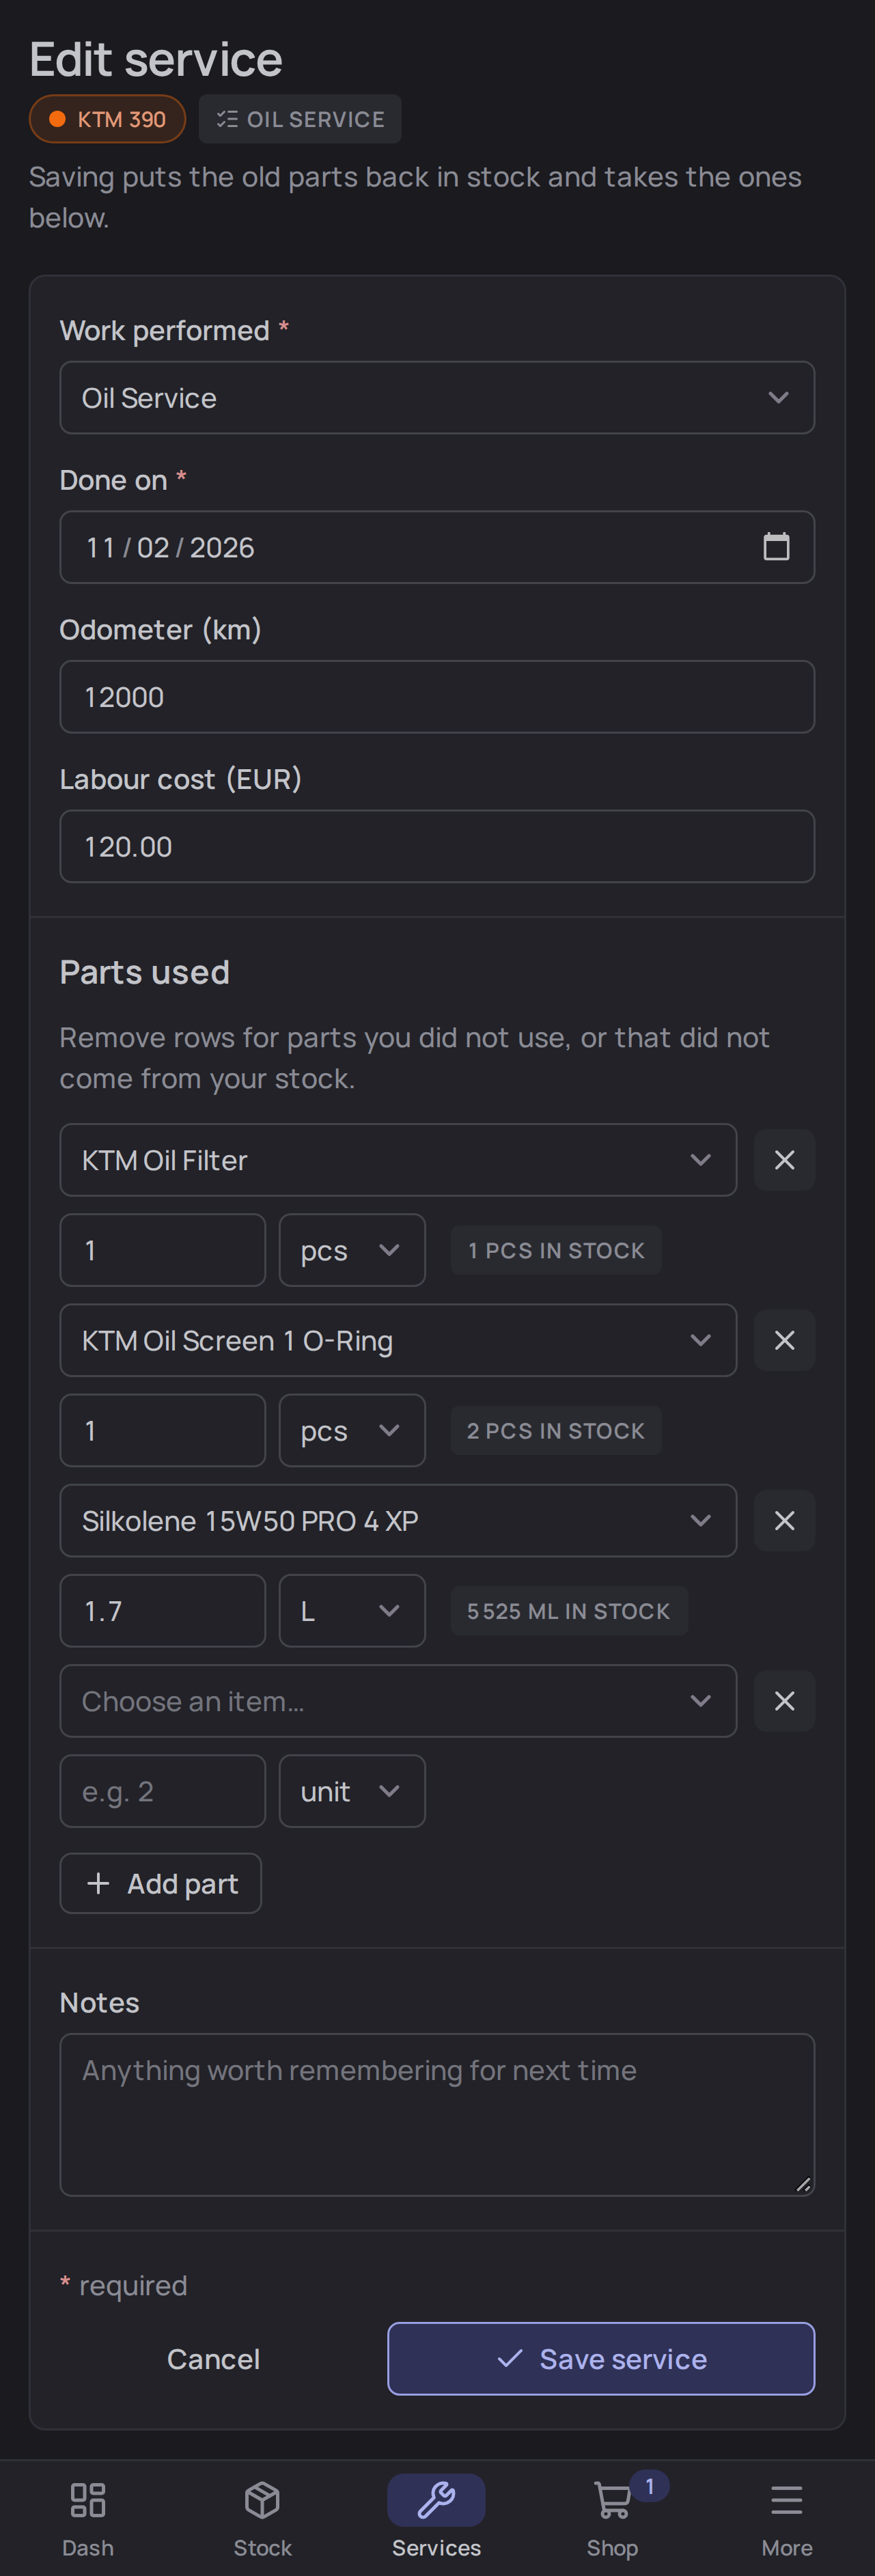 Edit service
KTM 390
OIL SERVICE
Saving puts the old parts back in stock and takes the ones
below.
Work performed *
Oil Service
Done on *
11/02/2026
Odometer (km)
12000
Labour cost (EUR)
120.00
Parts used
Remove rows for parts you did not use, or that did not
come from your stock.
KTM Oil Filter
1
pcs
1 PCS IN STOCK
KTM Oil Screen 1 O-Ring
1
pcs
2 PCS IN STOCK
Silkolene 15W50 PRO 4 XP
1.7
L
5525 ML IN STOCK
Choose an item...
e.g. 2
unit
Add part
Notes
Anything worth remembering for next time
* required
Cancel
Save service
1
Dash
Stock
Services
Shop
More